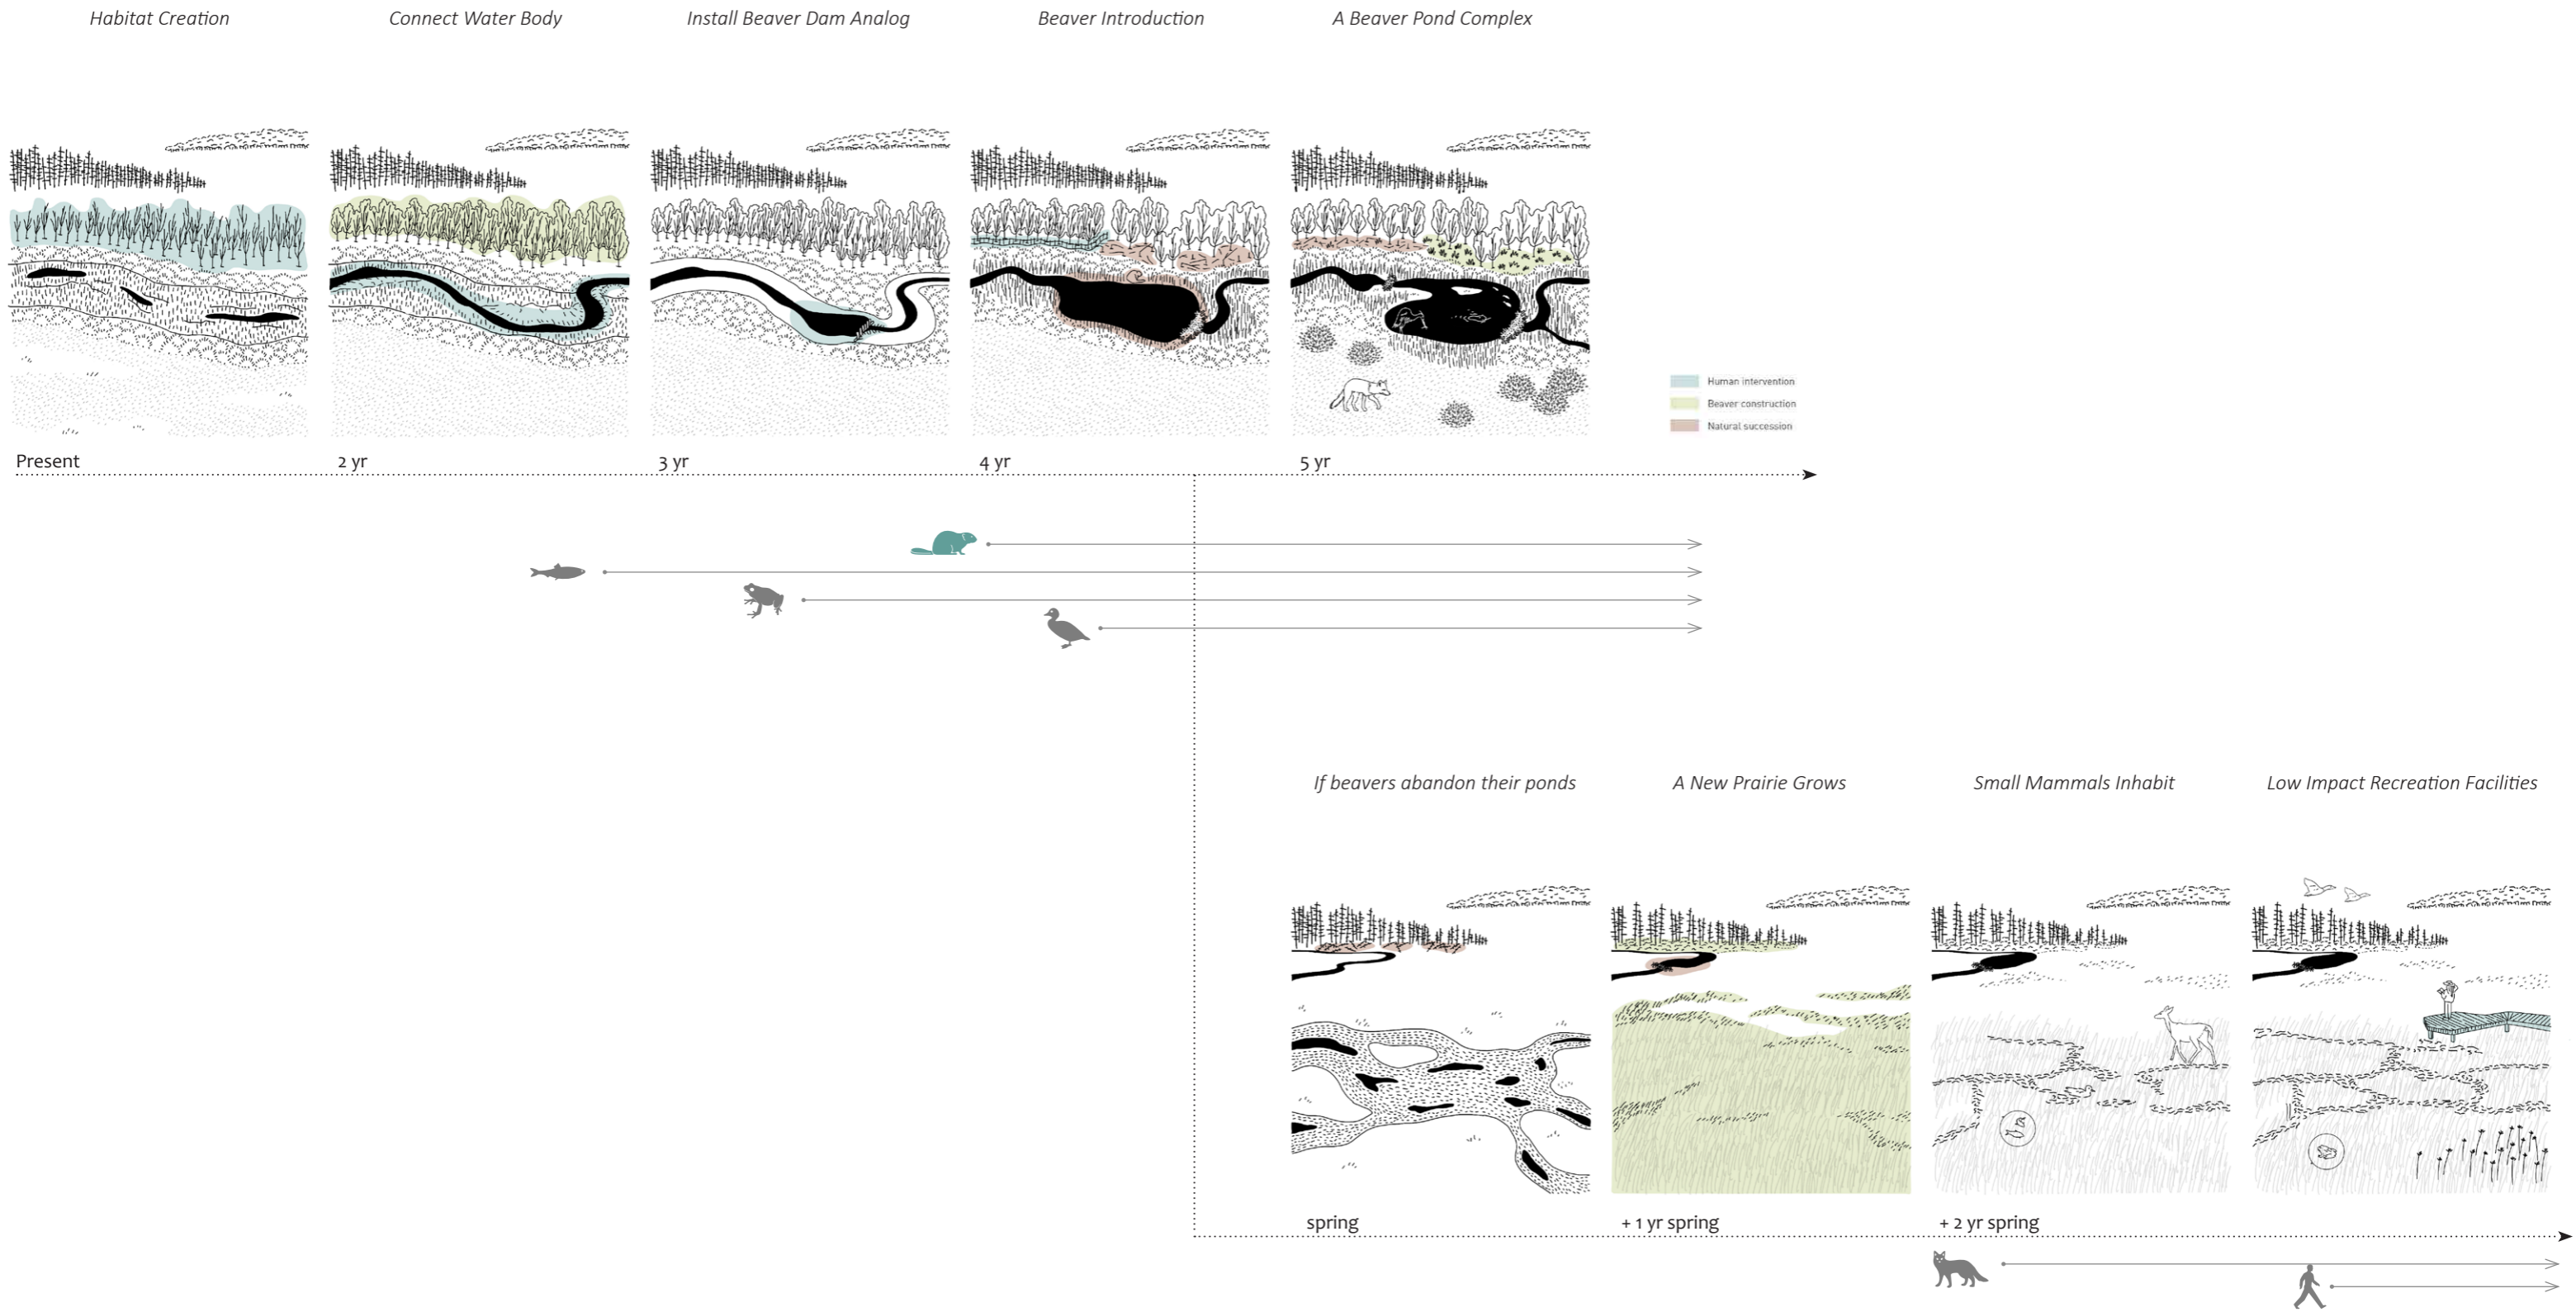 Habitat Creation
Connect Water Body
Install Beaver Dam Analog
Beaver Introduction
A Beaver Pond Complex
Human intervention
Beaver construction
Natural succession
Present
2 yr
3 yr
4 yr
5 yr
If beavers abandon their ponds
A New Prairie Grows
Small Mammals Inhabit
Low Impact Recreation Facilities
spring
+ 1 yr spring
+ 2 yr spring